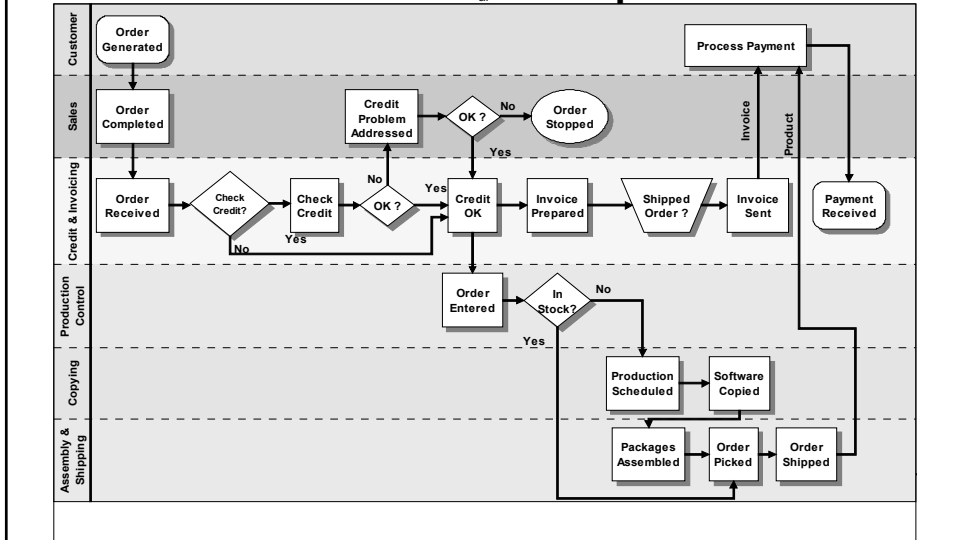 Customer
Order
Generated
Process Payment
Sales
Order
Completed
Credit
Problem
Addressed
OK ?
No
Order
Stopped
Yes
Invoice
Product
Credit & Invoicing
Order
Received
Check
Credit?
Yes
No
Check
Credit
No
OK ?
Yes
Credit
OK
Invoice
Prepared
Shipped
Order ?
Invoice
Sent
Payment
Received
Production
Control
Order
Entered
In
Stock?
No
Yes
Copying
Production
Scheduled
Software
Copied
Assembly &
Shipping
Packages
Assembled
Order
Picked
Order
Shipped